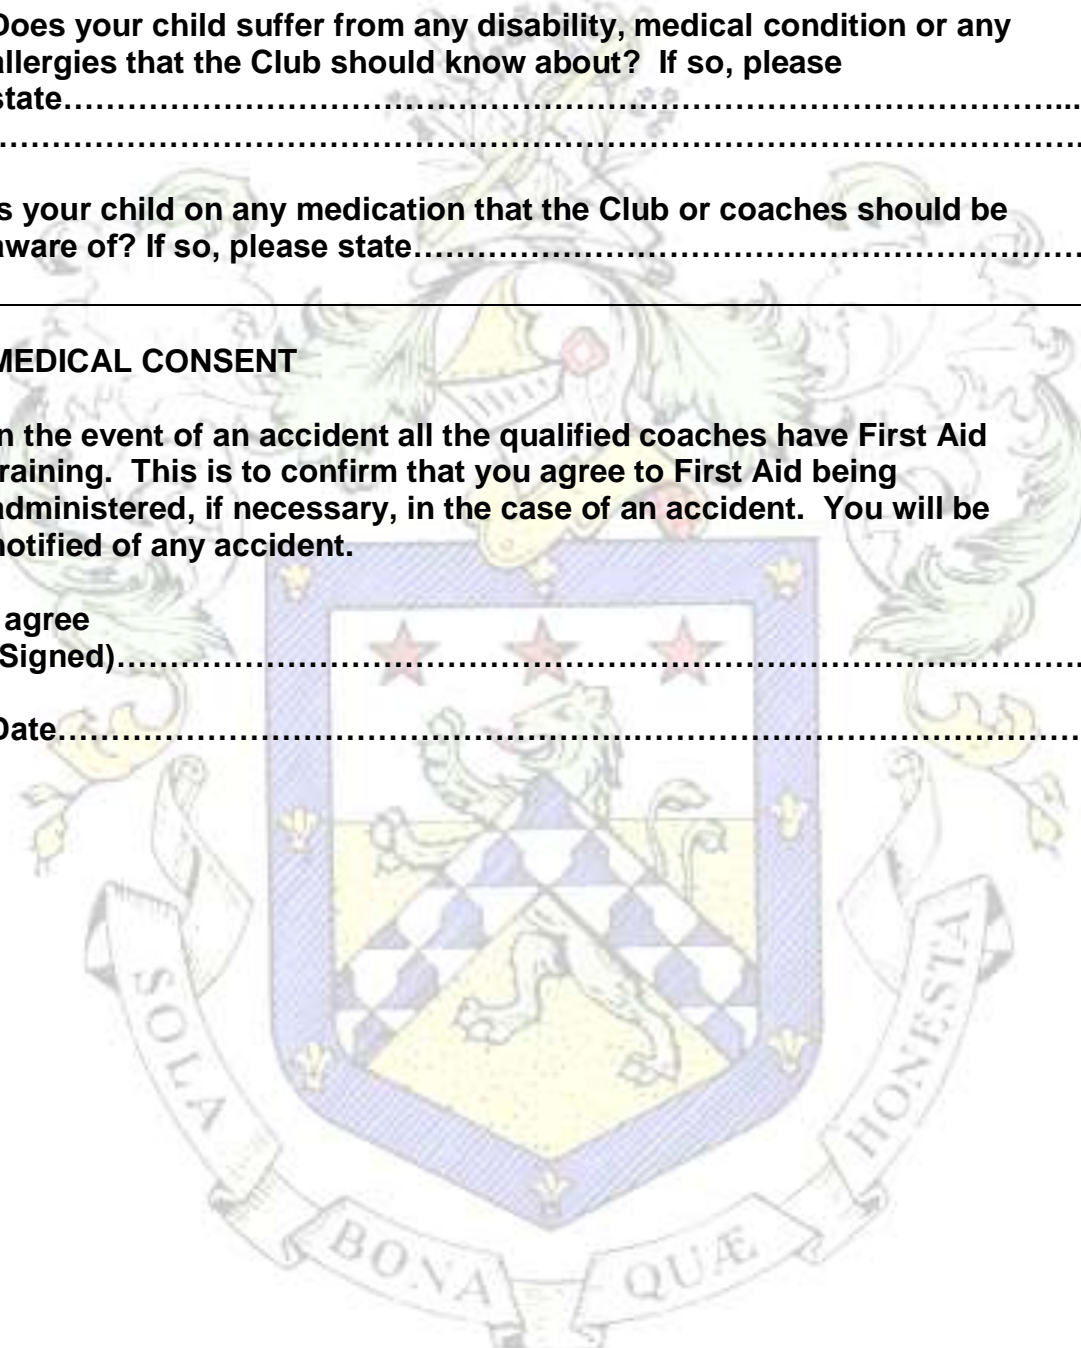 Does your child suffer from any disability, medical condition or any
allergies that the Club should know about?  If so, please
state…………………………………………………………………………………...
…………………………………………………………………………………………
Is your child on any medication that the Club or coaches should be
aware of? If so, please state………………………………………………………
MEDICAL CONSENT
In the event of an accident all the qualified coaches have First Aid
training.  This is to confirm that you agree to First Aid being
administered, if necessary, in the case of an accident.  You will be
notified of any accident.
I agree
(Signed)………………………………………………………………………………
Date……………………………………………………………………………………
SOLA
BONA
QUÆ
HONESTA